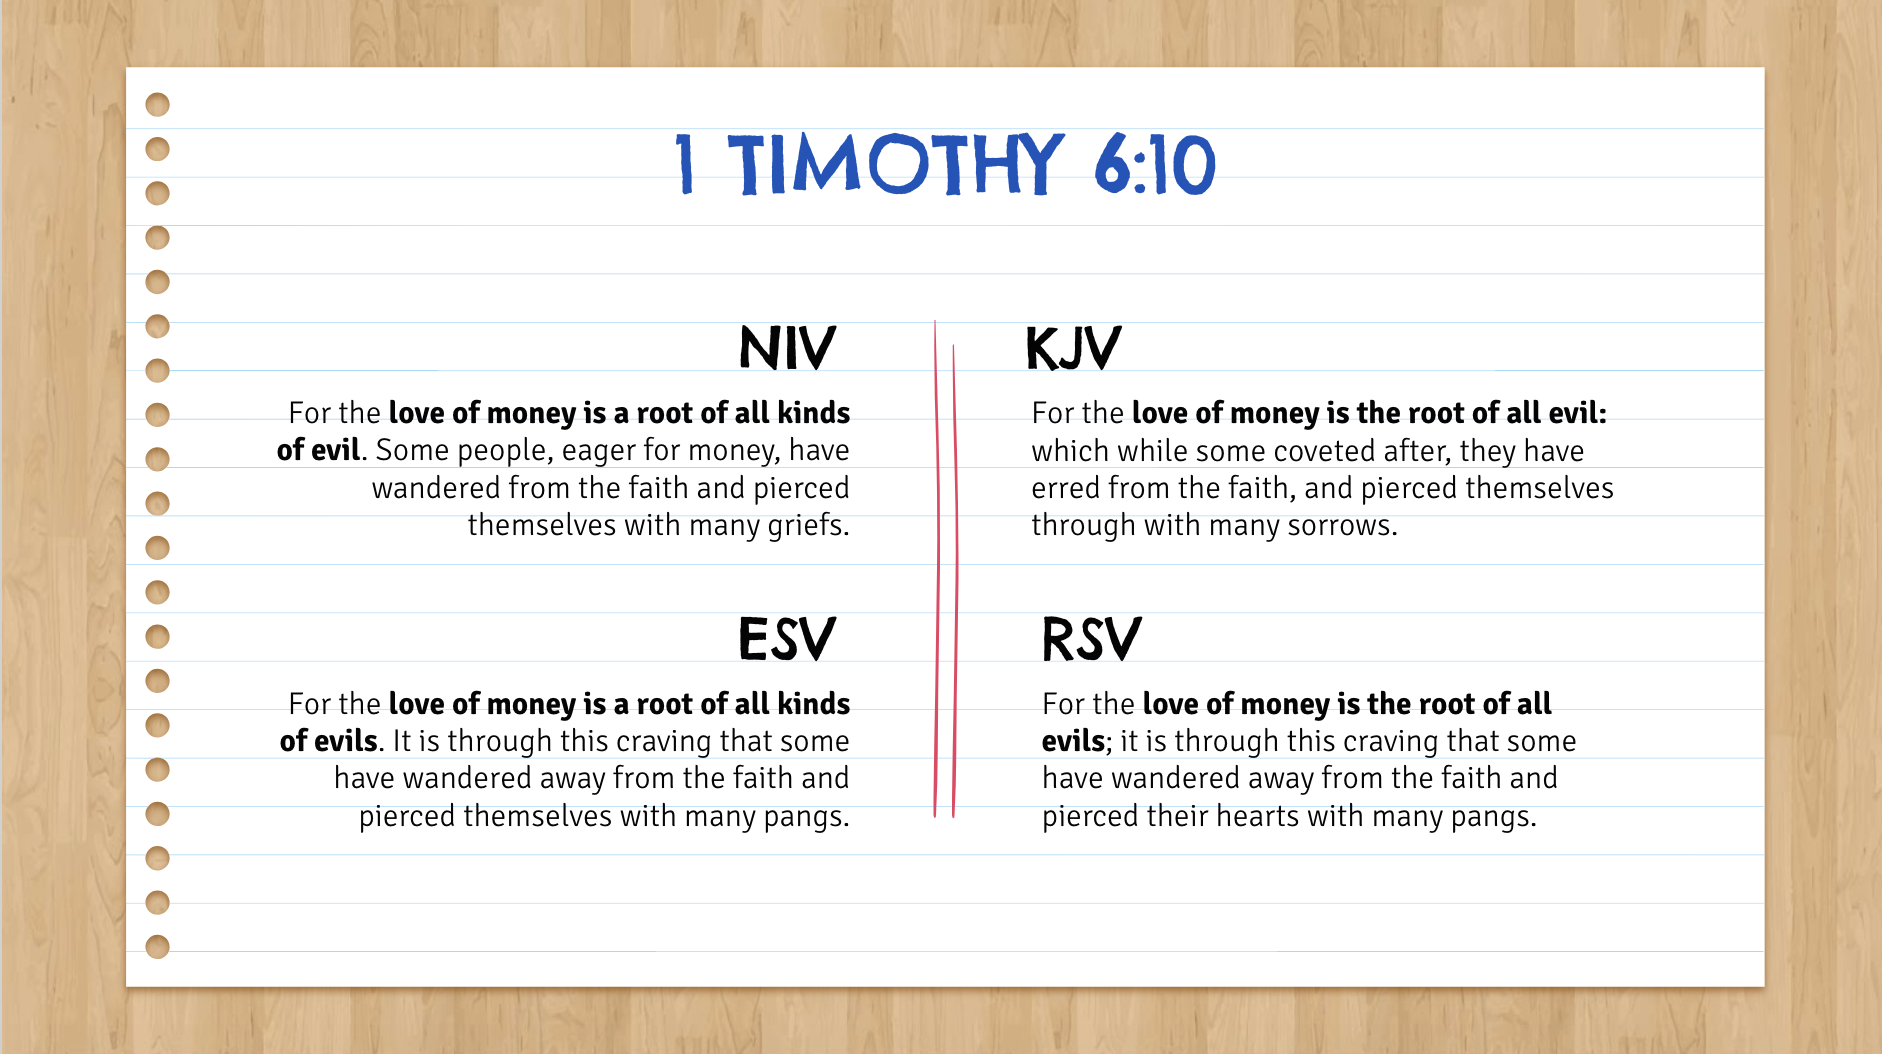 1 TIMOTHY 6:10
NIV
For the love of money is a root of all kinds
of evil. Some people, eager for money, have
wandered from the faith and pierced
themselves with many griefs.
KJV
For the love of money is the root of all evil:
which while some coveted after, they have
erred from the faith, and pierced themselves
through with many sorrows.
ESV
For the love of money is a root of all kinds
of evils. It is through this craving that some
have wandered away from the faith and
pierced themselves with many pangs.
RSV
For the love of money is the root of all
evils; it is through this craving that some
have wandered away from the faith and
pierced their hearts with many pangs.